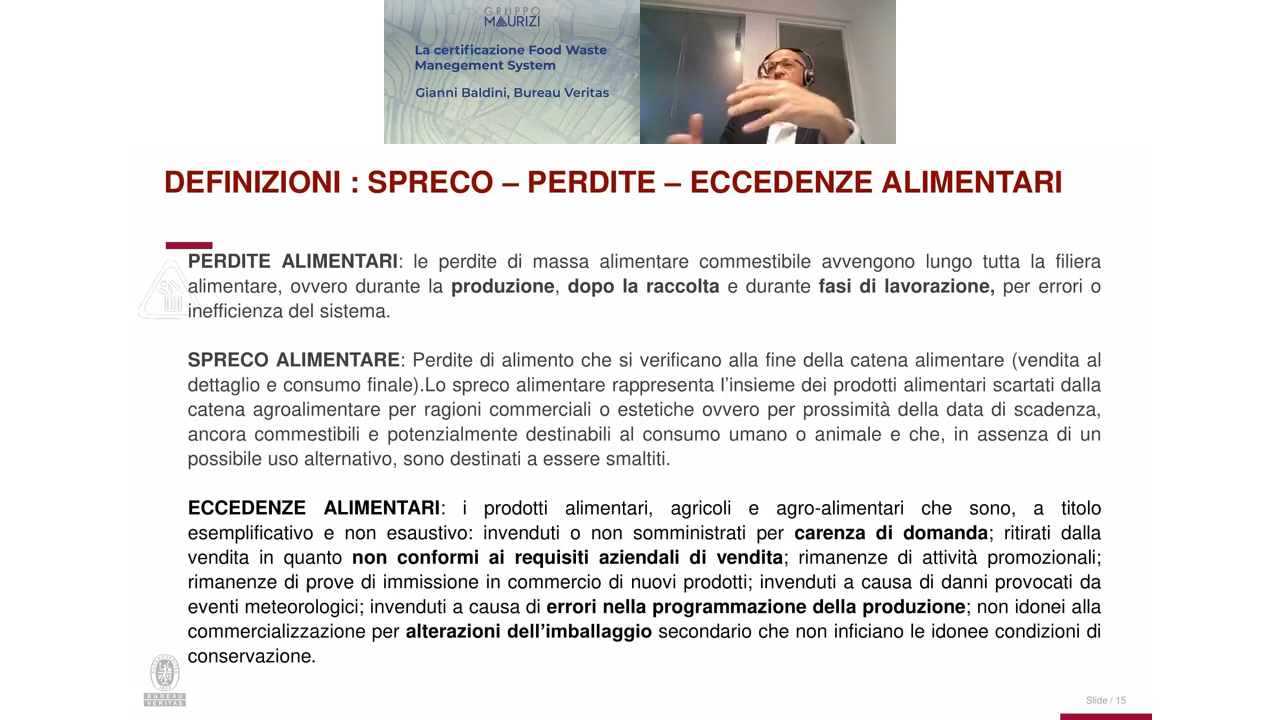 GRUPPO
MAURIZI
La certificazione Food Waste
Manegement System
Gianni Baldini, Bureau Veritas
DEFINIZIONI : SPRECO – PERDITE – ECCEDENZE ALIMENTARI
PERDITE ALIMENTARI: le perdite di massa alimentare commestibile avvengono lungo tutta la filiera
alimentare, ovvero durante la produzione, dopo la raccolta e durante fasi di lavorazione, per errori o
inefficienza del sistema.
SPRECO ALIMENTARE: Perdite di alimento che si verificano alla fine della catena alimentare (vendita al
dettaglio e consumo finale).Lo spreco alimentare rappresenta l’insieme dei prodotti alimentari scartati dalla
catena agroalimentare per ragioni commerciali o estetiche ovvero per prossimità della data di scadenza,
ancora commestibili e potenzialmente destinabili al consumo umano o animale e che, in assenza di un
possibile uso alternativo, sono destinati a essere smaltiti.
ECCEDENZE ALIMENTARI: i prodotti alimentari, agricoli e agro-alimentari che sono, a titolo
esemplificativo e non esaustivo: invenduti o non somministrati per carenza di domanda; ritirati dalla
vendita in quanto non conformi ai requisiti aziendali di vendita; rimanenze di attività promozionali;
rimanenze di prove di immissione in commercio di nuovi prodotti; invenduti a causa di danni provocati da
eventi meteorologici; invenduti a causa di errori nella programmazione della produzione; non idonei alla
commercializzazione per alterazioni dell’imballaggio secondario che non inficiano le idonee condizioni di
conservazione.
BUREAU
VERITAS
Slide / 15